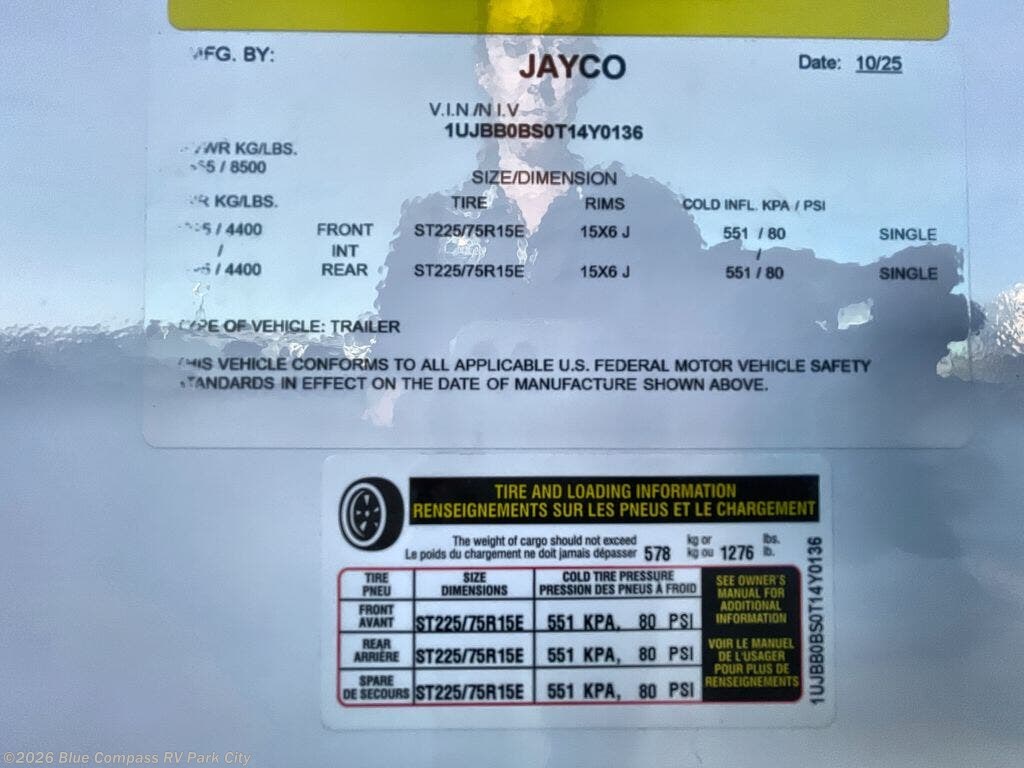 MFG. BY: JAYCO Date: 10/25
V.I.N./N.I.V
1UJBB0BS0T14Y0136
KG/LBS.
/ 8500
SIZE/DIMENSION
KG/LBS. TIRE RIMS COLD INFL. KPA / PSI
/ 4400 FRONT ST225/75R15E 15X6 J 551 / 80 SINGLE
/ INT /
/ 4400 REAR ST225/75R15E 15X6 J 551 / 80 SINGLE
TYPE OF VEHICLE: TRAILER
THIS VEHICLE CONFORMS TO ALL APPLICABLE U.S. FEDERAL MOTOR VEHICLE SAFETY
STANDARDS IN EFFECT ON THE DATE OF MANUFACTURE SHOWN ABOVE.
TIRE AND LOADING INFORMATION
RENSEIGNEMENTS SUR LES PNEUS ET LE CHARGEMENT
The weight of cargo should not exceed kg or lbs.
Le poids du chargement ne doit jamais dépasser 578 kg ou 1276 lb.
TIRE SIZE COLD TIRE PRESSURE
PNEU DIMENSIONS PRESSION DES PNEUS À FROID
FRONT
AVANT ST225/75R15E 551 KPA, 80 PSI
REAR
ARRIÈRE ST225/75R15E 551 KPA, 80 PSI
SPARE
DE SECOURS ST225/75R15E 551 KPA, 80 PSI
SEE OWNER'S
MANUAL FOR
ADDITIONAL
INFORMATION
VOIR LE MANUEL
DE L'USAGER
POUR PLUS DE
RENSEIGNEMENTS
1UJBB0BS0T14Y0136
©2026 Blue Compass RV Park City